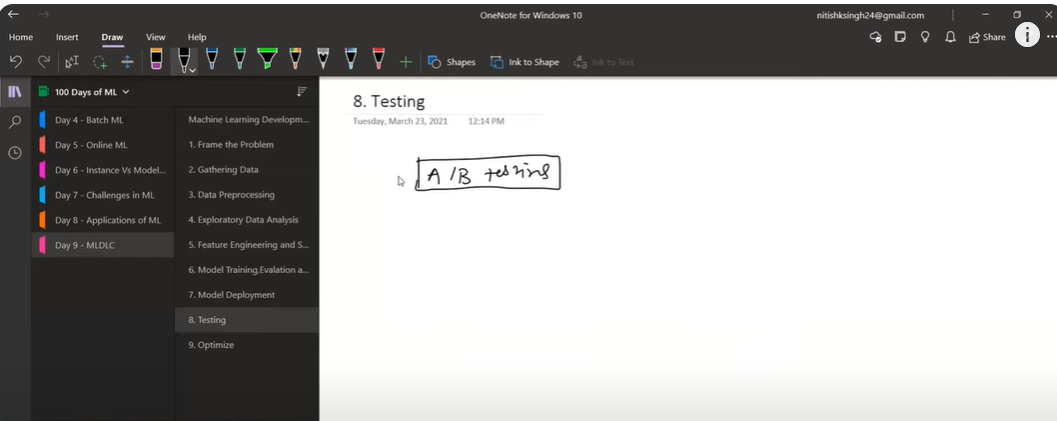 OneNote for Windows 10
nitishksingh24@gmail.com
Home Insert Draw View Help
Share
Shapes Ink to Shape Ink to Text
100 Days of ML
Day 4 - Batch ML
Day 5 - Online ML
Day 6 - Instance Vs Model...
Day 7 - Challenges in ML
Day 8 - Applications of ML
Day 9 - MLDLC
Machine Learning Developm...
1. Frame the Problem
2. Gathering Data
3. Data Preprocessing
4. Exploratory Data Analysis
5. Feature Engineering and S...
6. Model Training,Evalation a...
7. Model Deployment
8. Testing
9. Optimize
8. Testing
Tuesday, March 23, 2021 12:14 PM
A/B testing